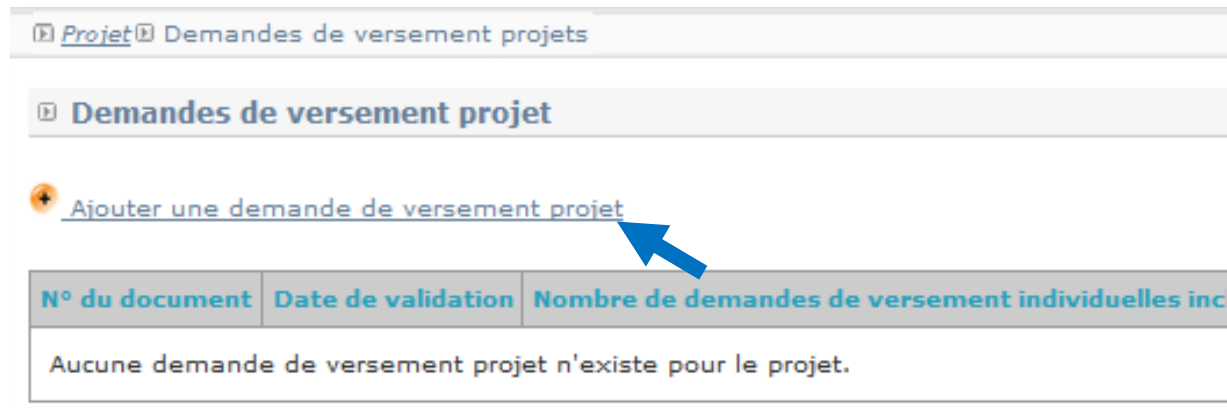 Projet Demandes de versement projets
Demandes de versement projet
Ajouter une demande de versement projet
N° du document Date de validation Nombre de demandes de versement individuelles inc
Aucune demande de versement projet n'existe pour le projet.